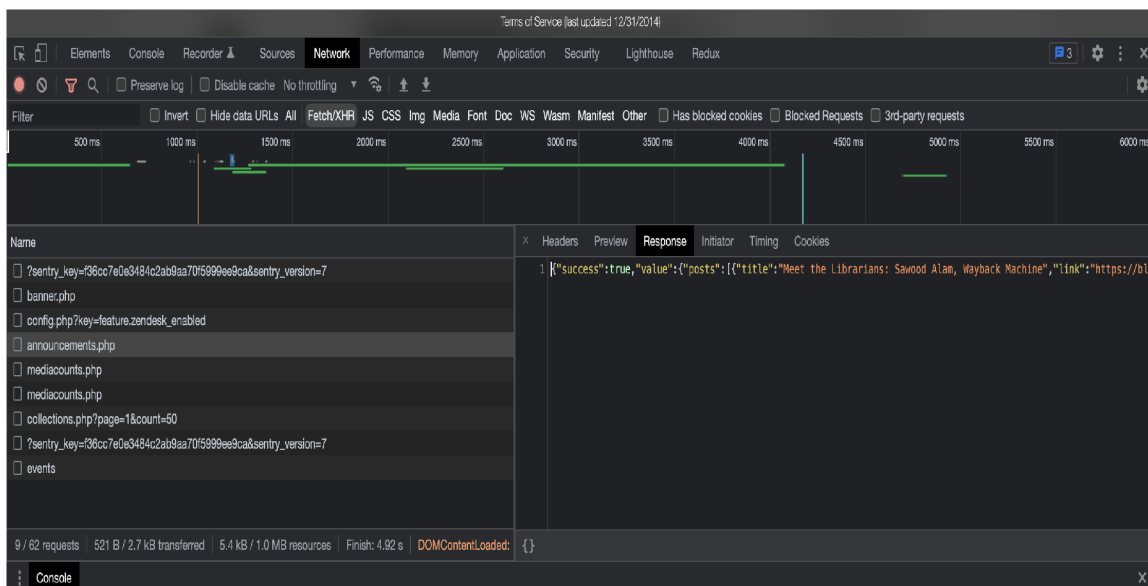 Terms of Service (last updated 12/31/2014)
Elements Console Recorder Sources Network Performance Memory Application Security Lighthouse Redux 3
Preserve log Disable cache No throttling
Filter Invert Hide data URLs All Fetch/XHR JS CSS Img Media Font Doc WS Wasm Manifest Other Has blocked cookies Blocked Requests 3rd-party requests
500 ms 1000 ms 1500 ms 2000 ms 2500 ms 3000 ms 3500 ms 4000 ms 4500 ms 5000 ms 5500 ms 6000 ms
Name
X Headers Preview Response Initiator Timing Cookies
?sentry_key=f36cc7e0e3484c2ab9aa70f5999ee9ca&sentry_version=7
banner.php
config.php?key=feature.zendesk_enabled
announcements.php
mediacounts.php
mediacounts.php
collections.php?page=1&count=50
?sentry_key=f36cc7e0e3484c2ab9aa70f5999ee9ca&sentry_version=7
events
1 {"success":true,"value":{"posts":[{"title":"Meet the Librarians: Sawood Alam, Wayback Machine","link":"https://bl
9 / 62 requests 521 B / 2.7 kB transferred 5.4 kB / 1.0 MB resources Finish: 4.92 s DOMContentLoaded: {}
Console